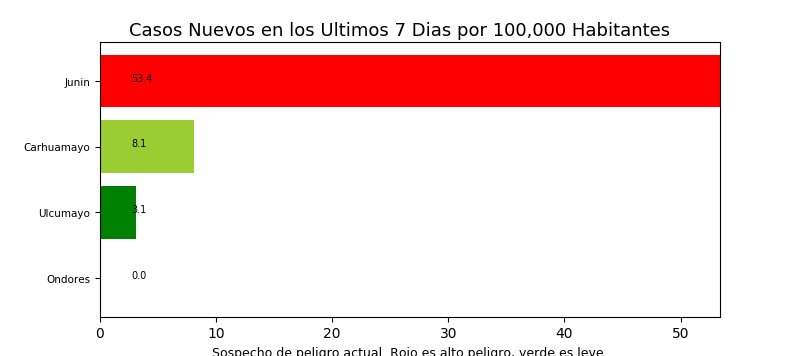 Casos Nuevos en los Ultimos 7 Dias por 100,000 Habitantes
Junin
53.4
Carhuamayo
8.1
Ulcumayo
3.1
Ondores
0.0
0 10 20 30 40 50
Sospecho de peligro actual. Rojo es alto peligro, verde es leve